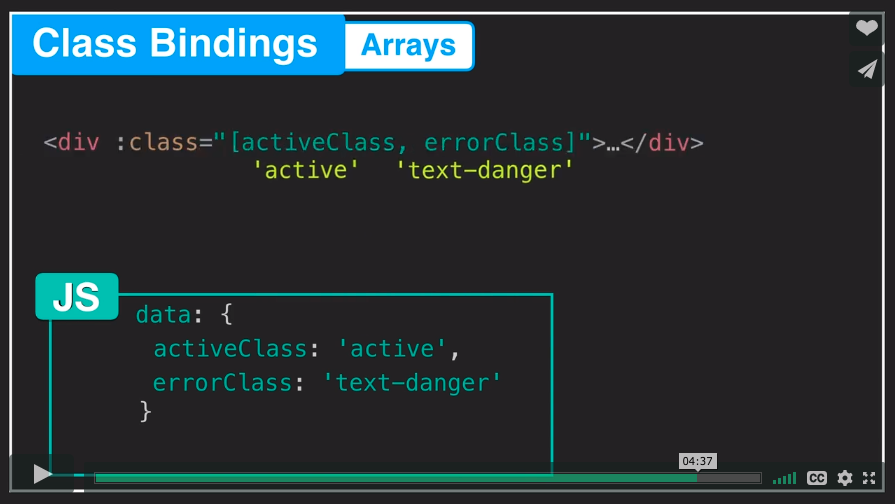 Class Bindings Arrays
<div :class="[activeClass, errorClass]">…</div>
'active' 'text-danger'
JS
data: {
activeClass: 'active',
errorClass: 'text-danger'
}
04:37
CC